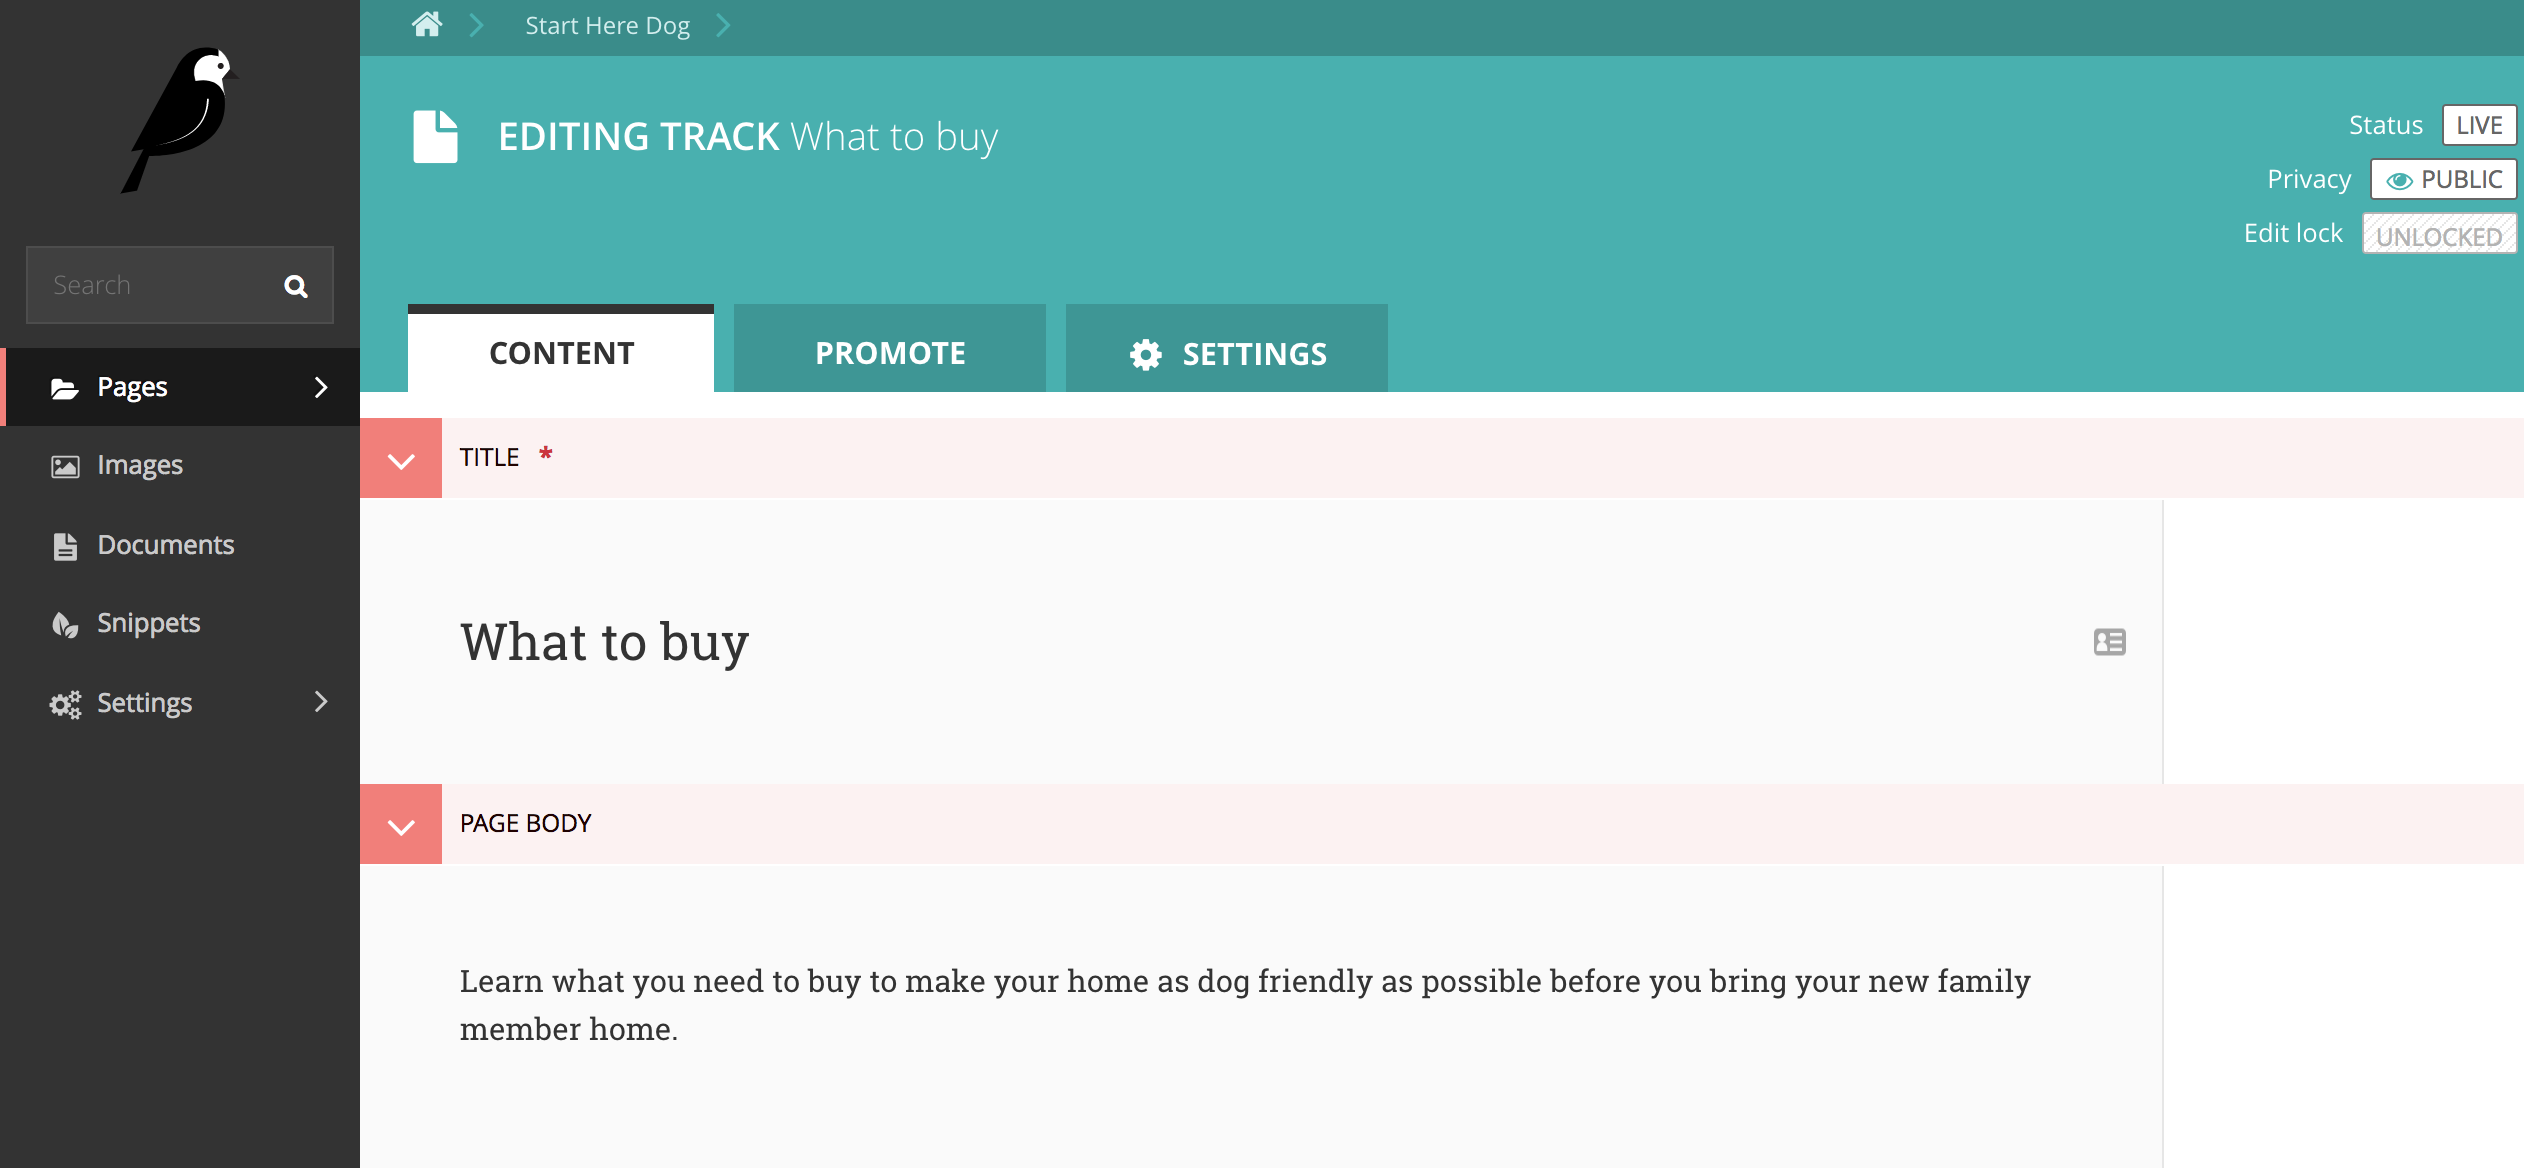 Start Here Dog
EDITING TRACK What to buy
Status LIVE
Privacy PUBLIC
Edit lock UNLOCKED
Search
Pages
Images
Documents
Snippets
Settings
CONTENT
PROMOTE
SETTINGS
TITLE *
What to buy
PAGE BODY
Learn what you need to buy to make your home as dog friendly as possible before you bring your new family
member home.